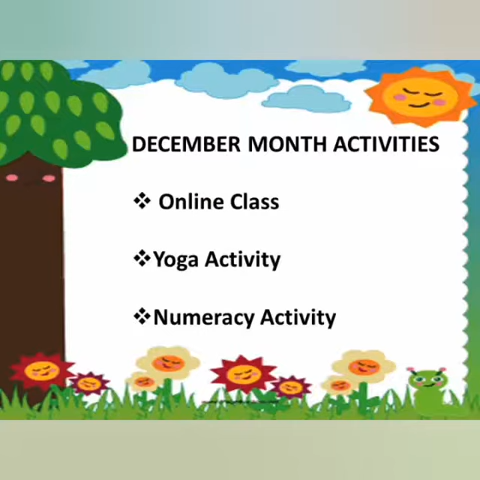 DECEMBER MONTH ACTIVITIES
❖ Online Class
❖Yoga Activity
❖Numeracy Activity